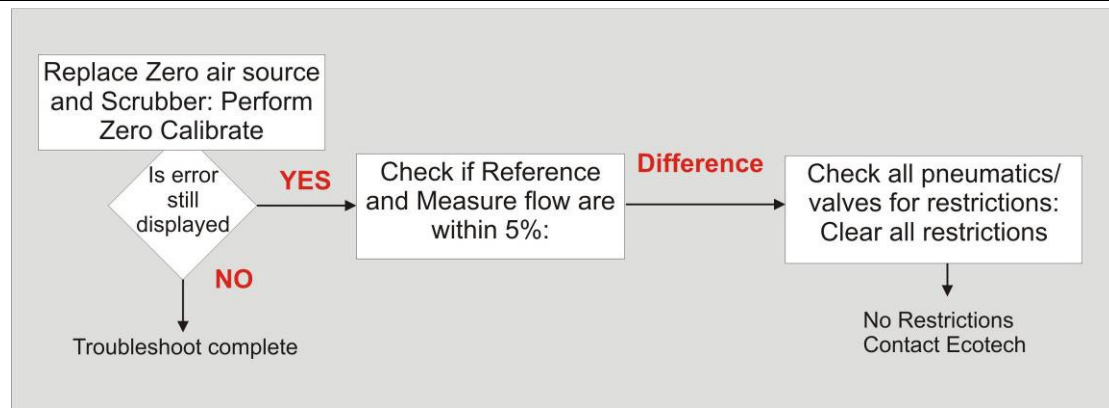 Replace Zero air source
and Scrubber: Perform
Zero Calibrate
Is error
still
displayed
YES
NO
Troubleshoot complete
Check if Reference
and Measure flow are
within 5%:
Difference
Check all pneumatics/
valves for restrictions:
Clear all restrictions
No Restrictions
Contact Ecotech